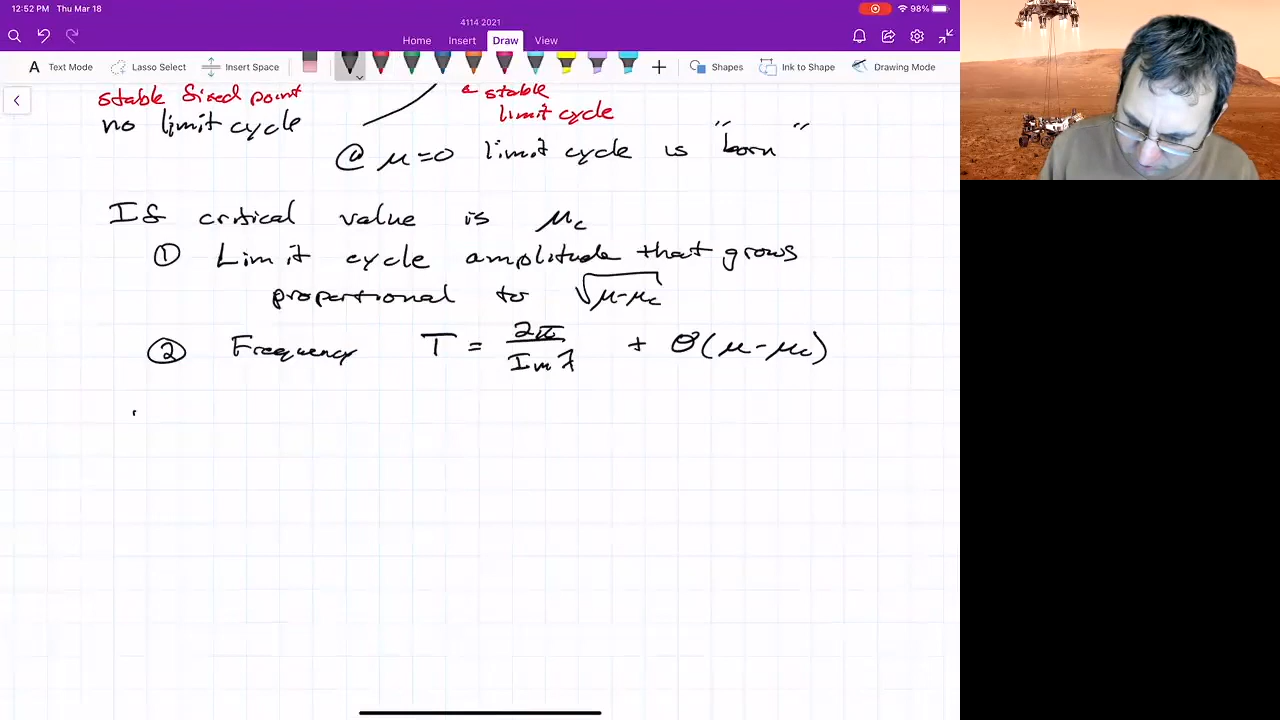 12:52 PM Thu Mar 18
98%
4114 2021
Home Insert Draw View
Text Mode Lasso Select Insert Space Shapes Ink to Shape Drawing Mode
stable fixed point
no limit cycle
stable
limit cycle
@ μ=0 limit cycle is "born"
If critical value is μc
① Limit cycle amplitude that grows
proportional to √μ-μc
② Frequency T = 2π / Im λ + O(μ - μc)